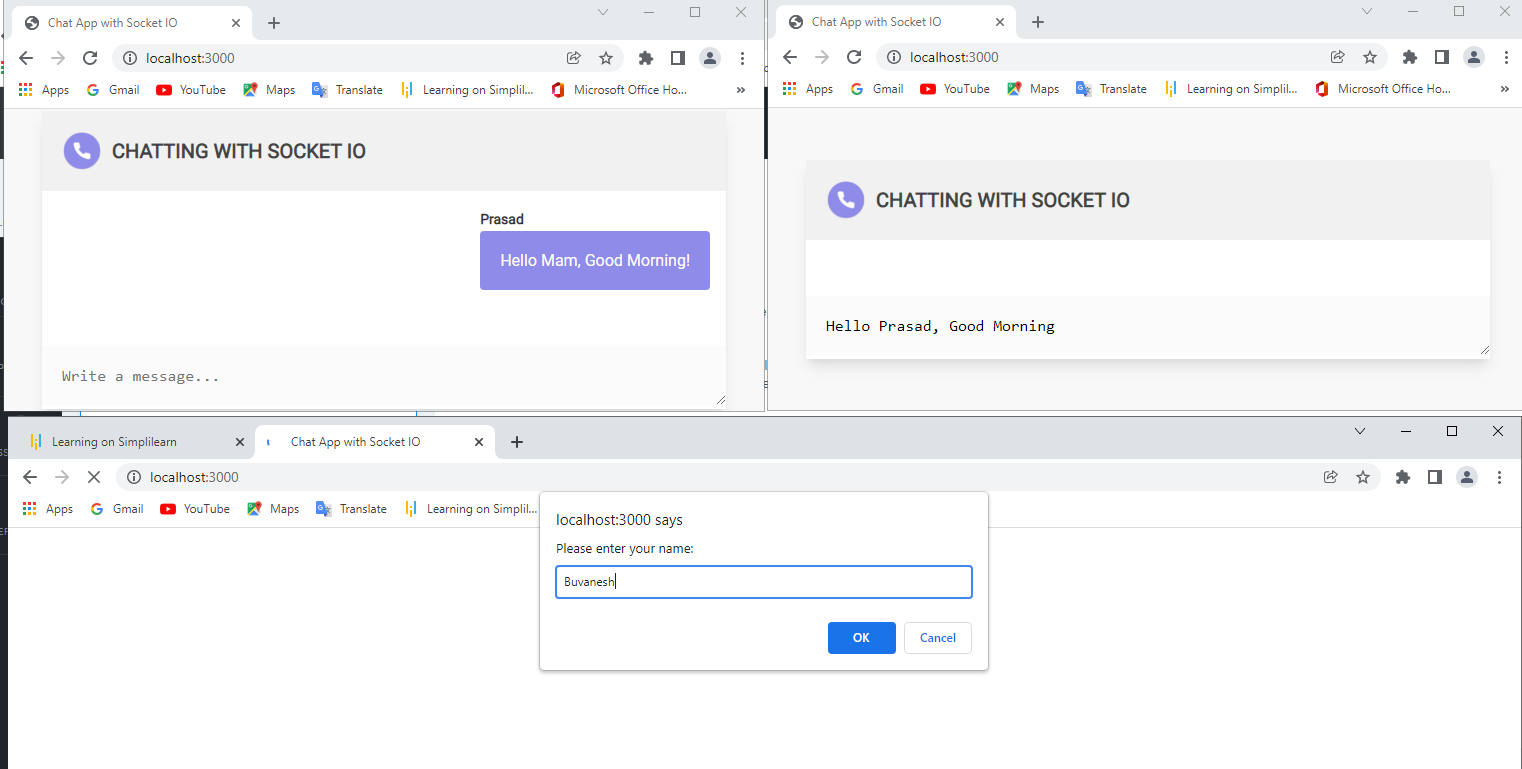 Chat App with Socket IO
localhost:3000
Apps Gmail YouTube Maps Translate Learning on Simplil... Microsoft Office Ho... »
CHATTING WITH SOCKET IO
Prasad
Hello Mam, Good Morning!
Write a message...
Chat App with Socket IO
localhost:3000
Apps Gmail YouTube Maps Translate Learning on Simplil... Microsoft Office Ho... »
CHATTING WITH SOCKET IO
Hello Prasad, Good Morning
Learning on Simplilearn Chat App with Socket IO
localhost:3000
Apps Gmail YouTube Maps Translate Learning on Simplil...
localhost:3000 says
Please enter your name:
Buvanesh
OK Cancel